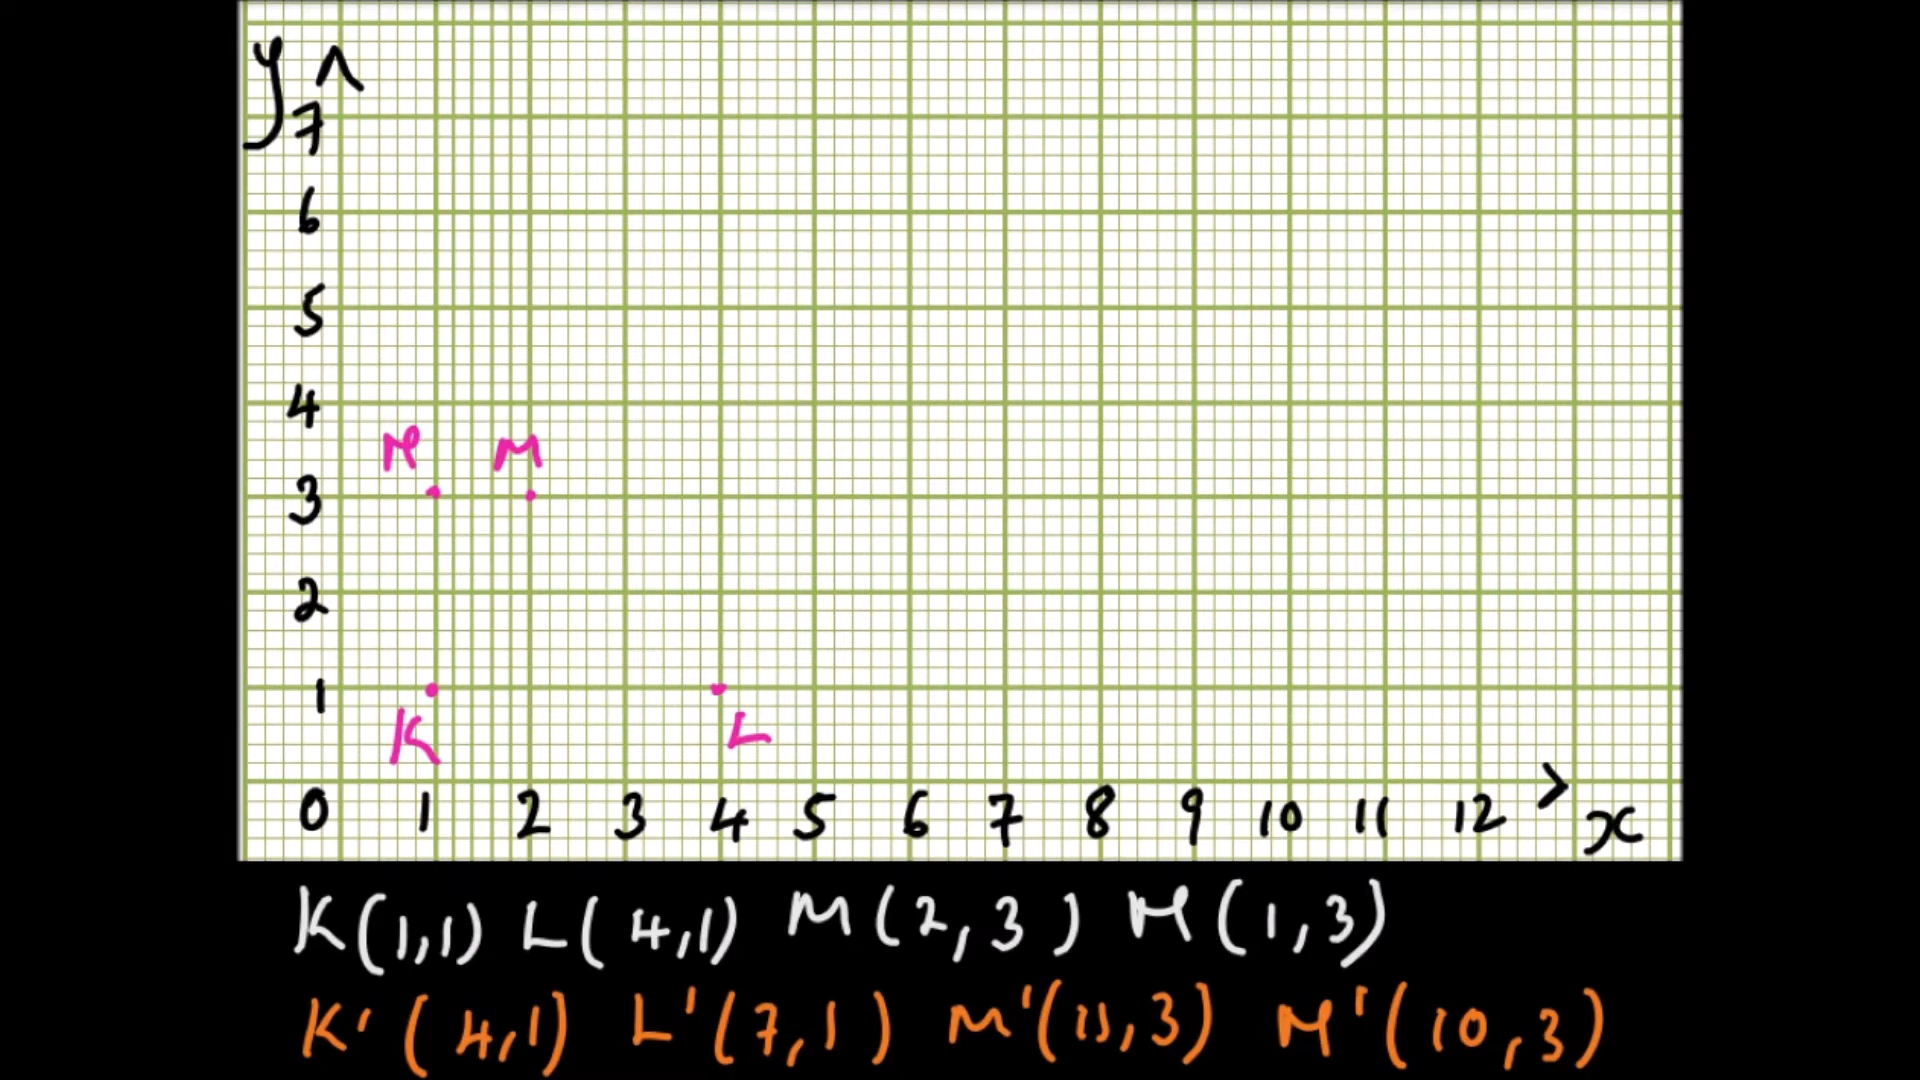 y
7
6
5
4
N M
3
2
1
K L
0 1 2 3 4 5 6 7 8 9 10 11 12 x
K(1,1) L(4,1) M(2,3) N(1,3)
K'(4,1) L'(7,1) M'(11,3) N'(10,3)